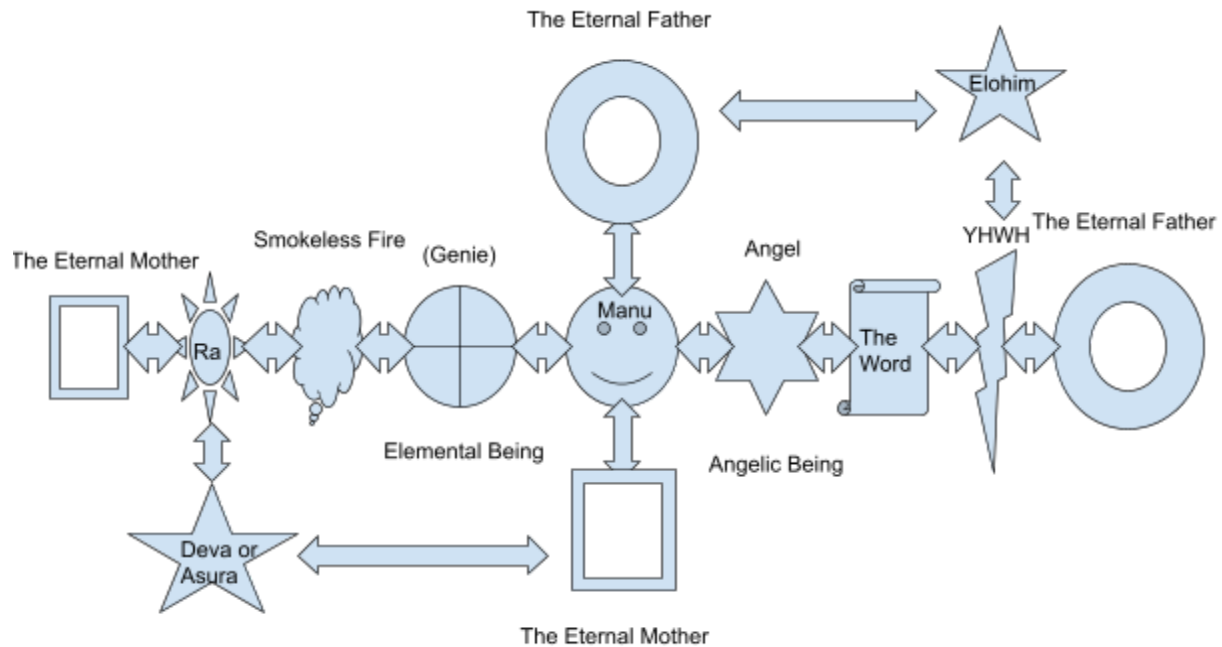 The Eternal Father
Elohim
The Eternal Father
YHWH
Smokeless Fire
(Genie)
Angel
The Eternal Mother
Manu
Ra
The
Word
Elemental Being
Angelic Being
Deva or
Asura
The Eternal Mother